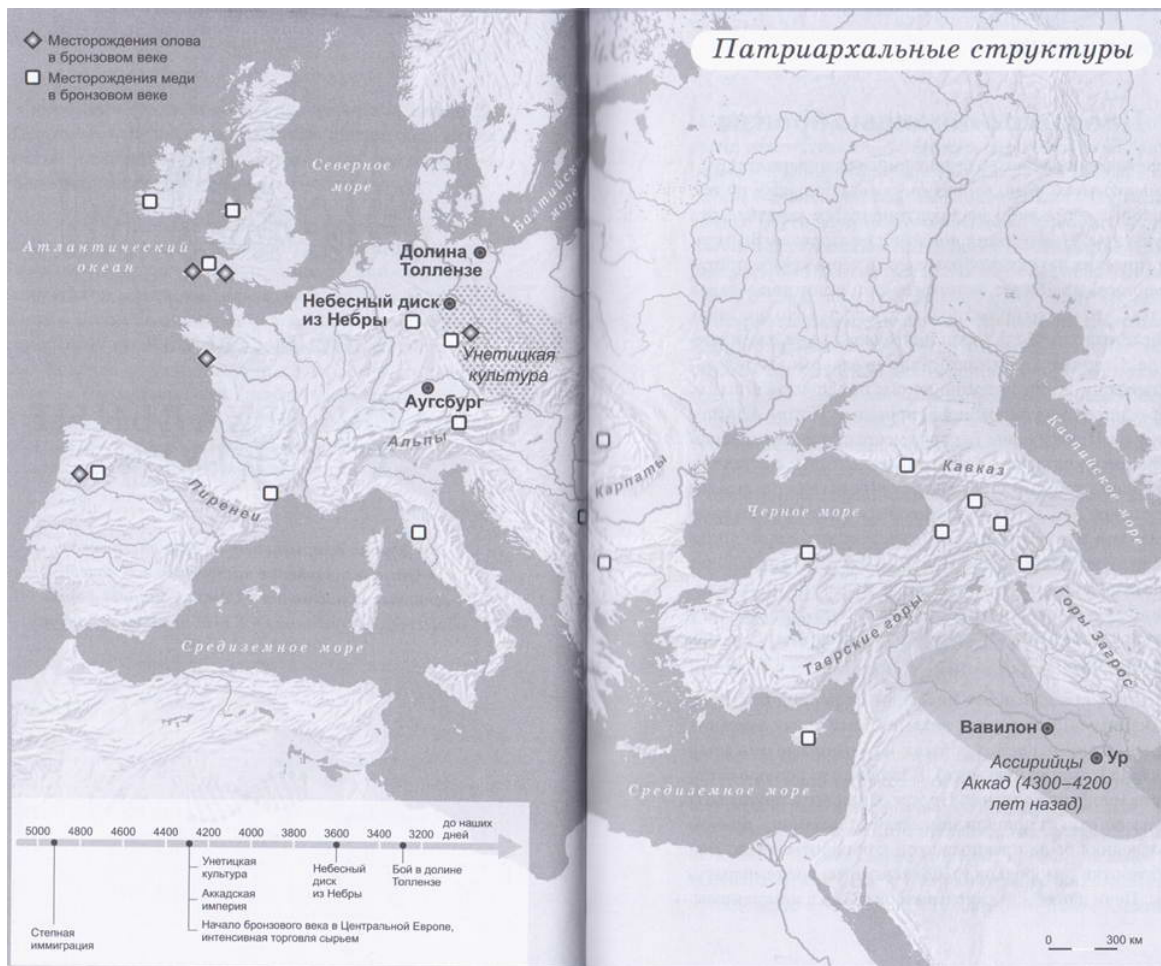 Месторождения олова
в бронзовом веке
Месторождения меди
в бронзовом веке
Патриархальные структуры
Северное
море
Балтийск
море
Атлантический
океан
Долина
Толлензе
Небесный диск
из Небры
Унетицкая
культура
Аугсбург
Альпы
Пиренеи
Карпаты
Черное море
Кавказ
Каспийское море
Таврские горы
Горы Загрос
Средиземное море
Средиземное море
Вавилон
Ур
Ассирийцы
Аккад (4300–4200
лет назад)
до наших
дней
5000 4800 4600 4400 4200 4000 3800 3600 3400 3200
Степная
иммиграция
Унетицкая
культура
Аккадская
империя
Начало бронзового века в Центральной Европе,
интенсивная торговля сырьем
Небесный
диск
из Небры
Бой в долине
Толлензе
0 300 км